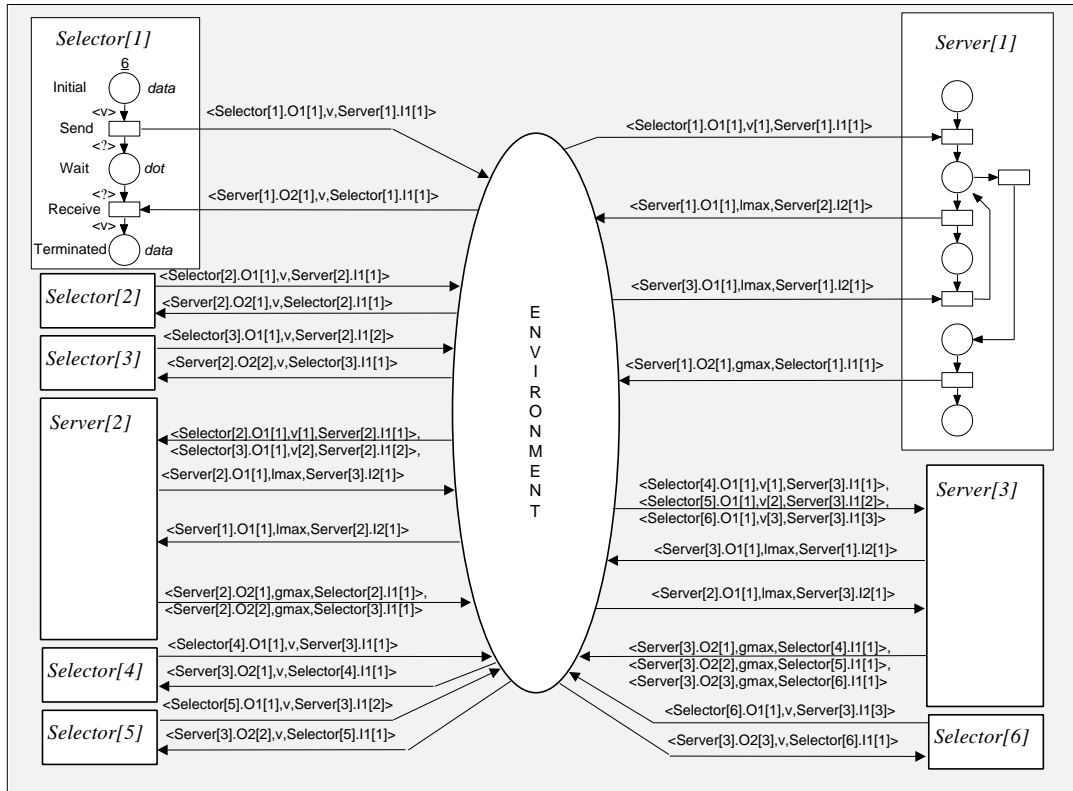 Selector[1]
6
Initial
data
<v>
Send
<?>
Wait
dot
<?>
Receive
<v>
Terminated
data
<Selector[1].O1[1],v,Server[1].I1[1]>
<Server[1].O2[1],v,Selector[1].I1[1]>
Selector[2]
<Selector[2].O1[1],v,Server[2].I1[1]>
<Server[2].O2[1],v,Selector[2].I1[1]>
Selector[3]
<Selector[3].O1[1],v,Server[2].I1[2]>
<Server[2].O2[2],v,Selector[3].I1[1]>
Server[2]
<Selector[2].O1[1],v[1],Server[2].I1[1]>,
<Selector[3].O1[1],v[2],Server[2].I1[2]>,
<Server[2].O1[1],lmax,Server[3].I2[1]>
<Server[1].O1[1],lmax,Server[2].I2[1]>
<Server[2].O2[1],gmax,Selector[2].I1[1]>,
<Server[2].O2[2],gmax,Selector[3].I1[1]>
Selector[4]
<Selector[4].O1[1],v,Server[3].I1[1]>
<Server[3].O2[1],v,Selector[4].I1[1]>
Selector[5]
<Selector[5].O1[1],v,Server[3].I1[2]>
<Server[3].O2[2],v,Selector[5].I1[1]>
ENVIRONMENT
Server[1]
<Selector[1].O1[1],v[1],Server[1].I1[1]>
<Server[1].O1[1],lmax,Server[2].I2[1]>
<Server[3].O1[1],lmax,Server[1].I2[1]>
<Server[1].O2[1],gmax,Selector[1].I1[1]>
Server[3]
<Selector[4].O1[1],v[1],Server[3].I1[1]>,
<Selector[5].O1[1],v[2],Server[3].I1[2]>,
<Selector[6].O1[1],v[3],Server[3].I1[3]>
<Server[3].O1[1],lmax,Server[1].I2[1]>
<Server[2].O1[1],lmax,Server[3].I2[1]>
<Server[3].O2[1],gmax,Selector[4].I1[1]>,
<Server[3].O2[2],gmax,Selector[5].I1[1]>,
<Server[3].O2[3],gmax,Selector[6].I1[1]>
<Selector[6].O1[1],v,Server[3].I1[3]>
<Server[3].O2[3],v,Selector[6].I1[1]>
Selector[6]